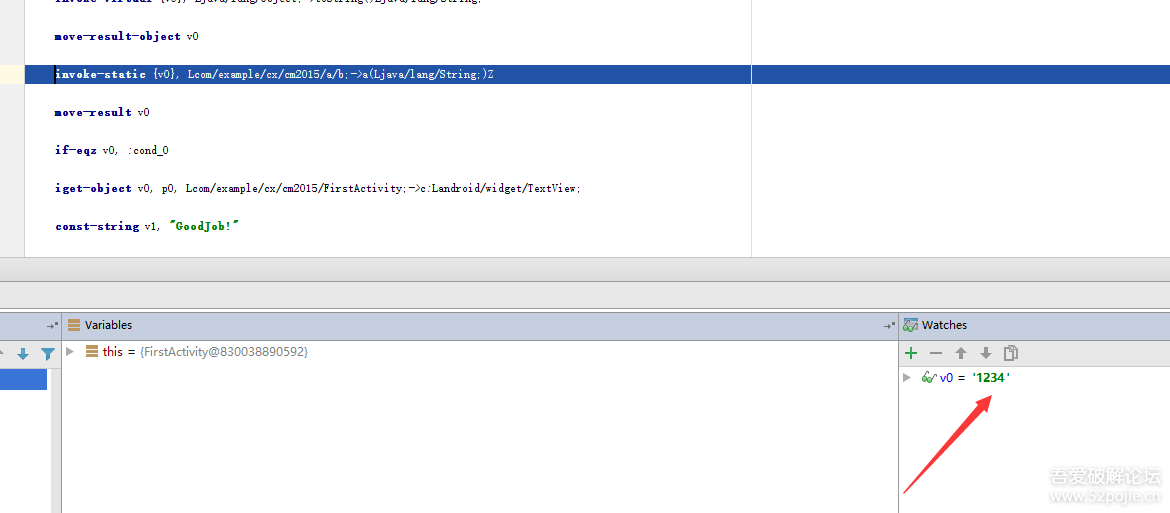 invoke-virtual {v0}, Ljava/lang/Object;->toString()Ljava/lang/String;
move-result-object v0
invoke-static {v0}, Lcom/example/cx/cm2015/a/b;->a(Ljava/lang/String;)Z
move-result v0
if-eqz v0, :cond_0
iget-object v0, p0, Lcom/example/cx/cm2015/FirstActivity;->c:Landroid/widget/TextView;
const-string v1, "GoodJob!"
Variables
Watches
this = {FirstActivity@830038890592}
v0 = '1234'
吾爱破解论坛
www.52pojie.cn